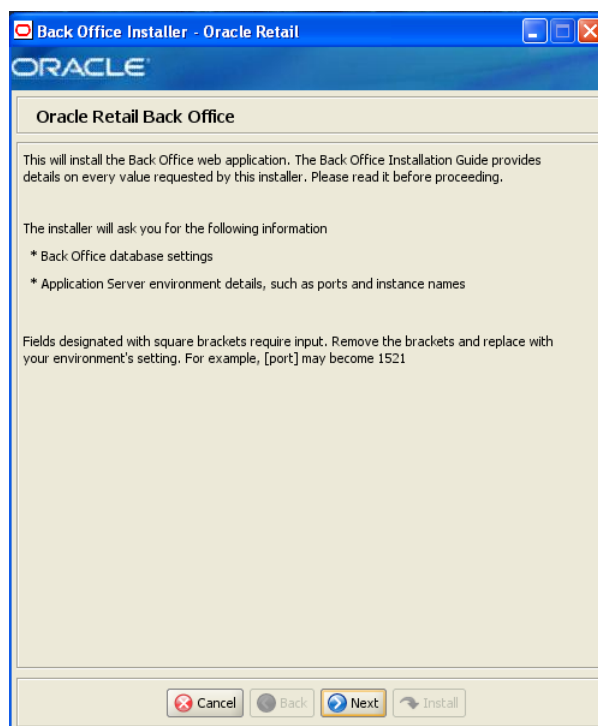 Back Office Installer - Oracle Retail
ORACLE
Oracle Retail Back Office
This will install the Back Office web application. The Back Office Installation Guide provides
details on every value requested by this installer. Please read it before proceeding.
The installer will ask you for the following information
* Back Office database settings
* Application Server environment details, such as ports and instance names
Fields designated with square brackets require input. Remove the brackets and replace with
your environment's setting. For example, [port] may become 1521
Cancel Back Next Install